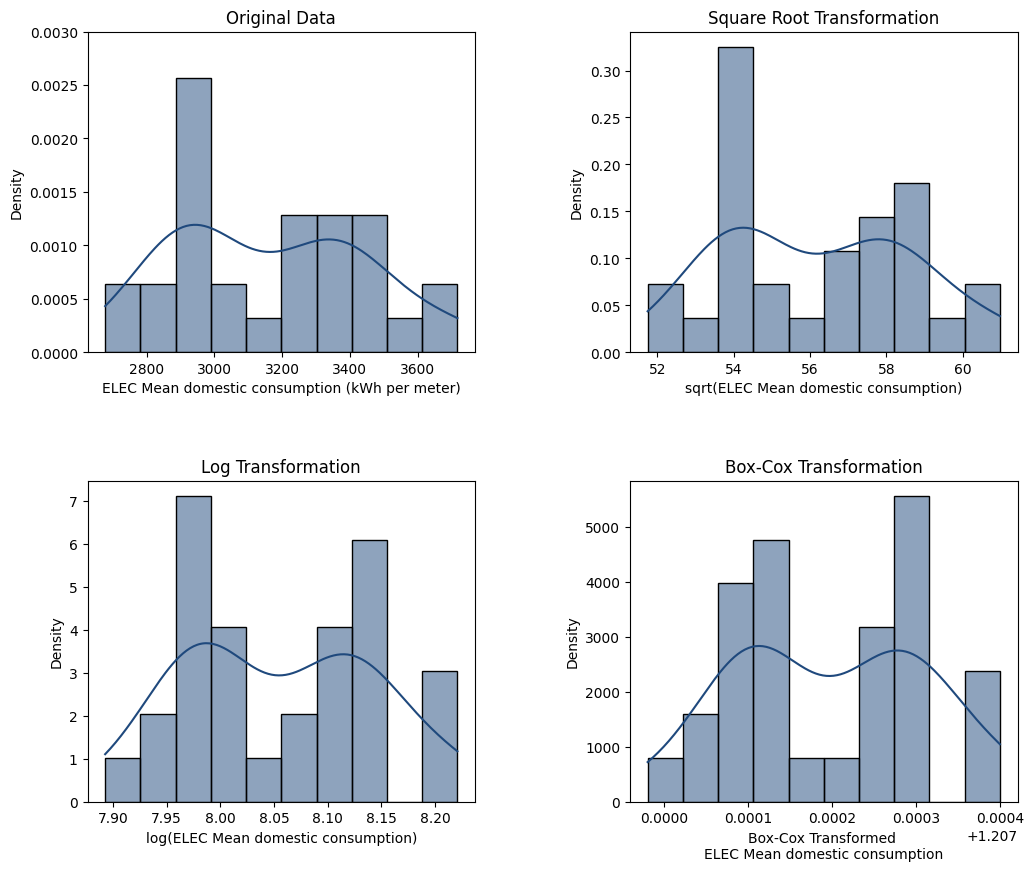 Original Data
0.0030
0.0025
0.0020
0.0015
0.0010
0.0005
0.0000
Density
2800 3000 3200 3400 3600
ELEC Mean domestic consumption (kWh per meter)
Square Root Transformation
0.30
0.25
0.20
0.15
0.10
0.05
0.00
Density
52 54 56 58 60
sqrt(ELEC Mean domestic consumption)
Log Transformation
7
6
5
4
3
2
1
0
Density
7.90 7.95 8.00 8.05 8.10 8.15 8.20
log(ELEC Mean domestic consumption)
Box-Cox Transformation
5000
4000
3000
2000
1000
0
Density
0.0000 0.0001 0.0002 0.0003 0.0004
+1.207
Box-Cox Transformed
ELEC Mean domestic consumption